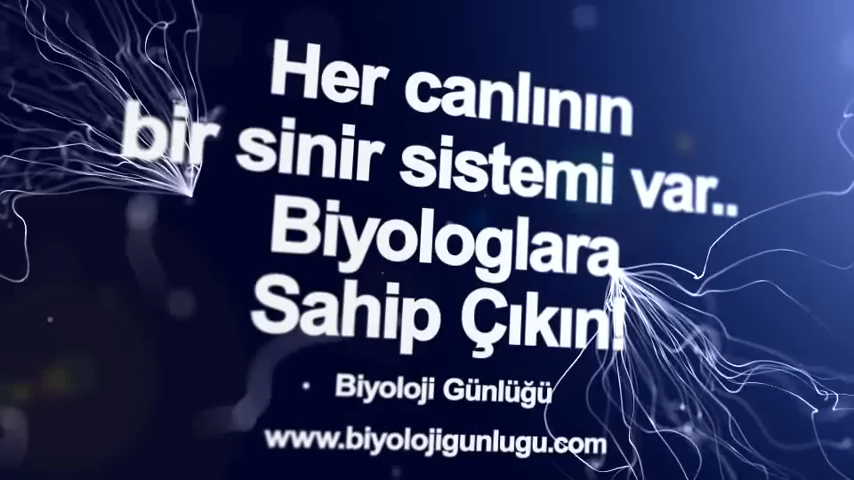 Her canlının
bir sinir sistemi var..
Biyologlara
Sahip Çıkın!
Biyoloji Günlüğü
www.biyolojigunlugu.com